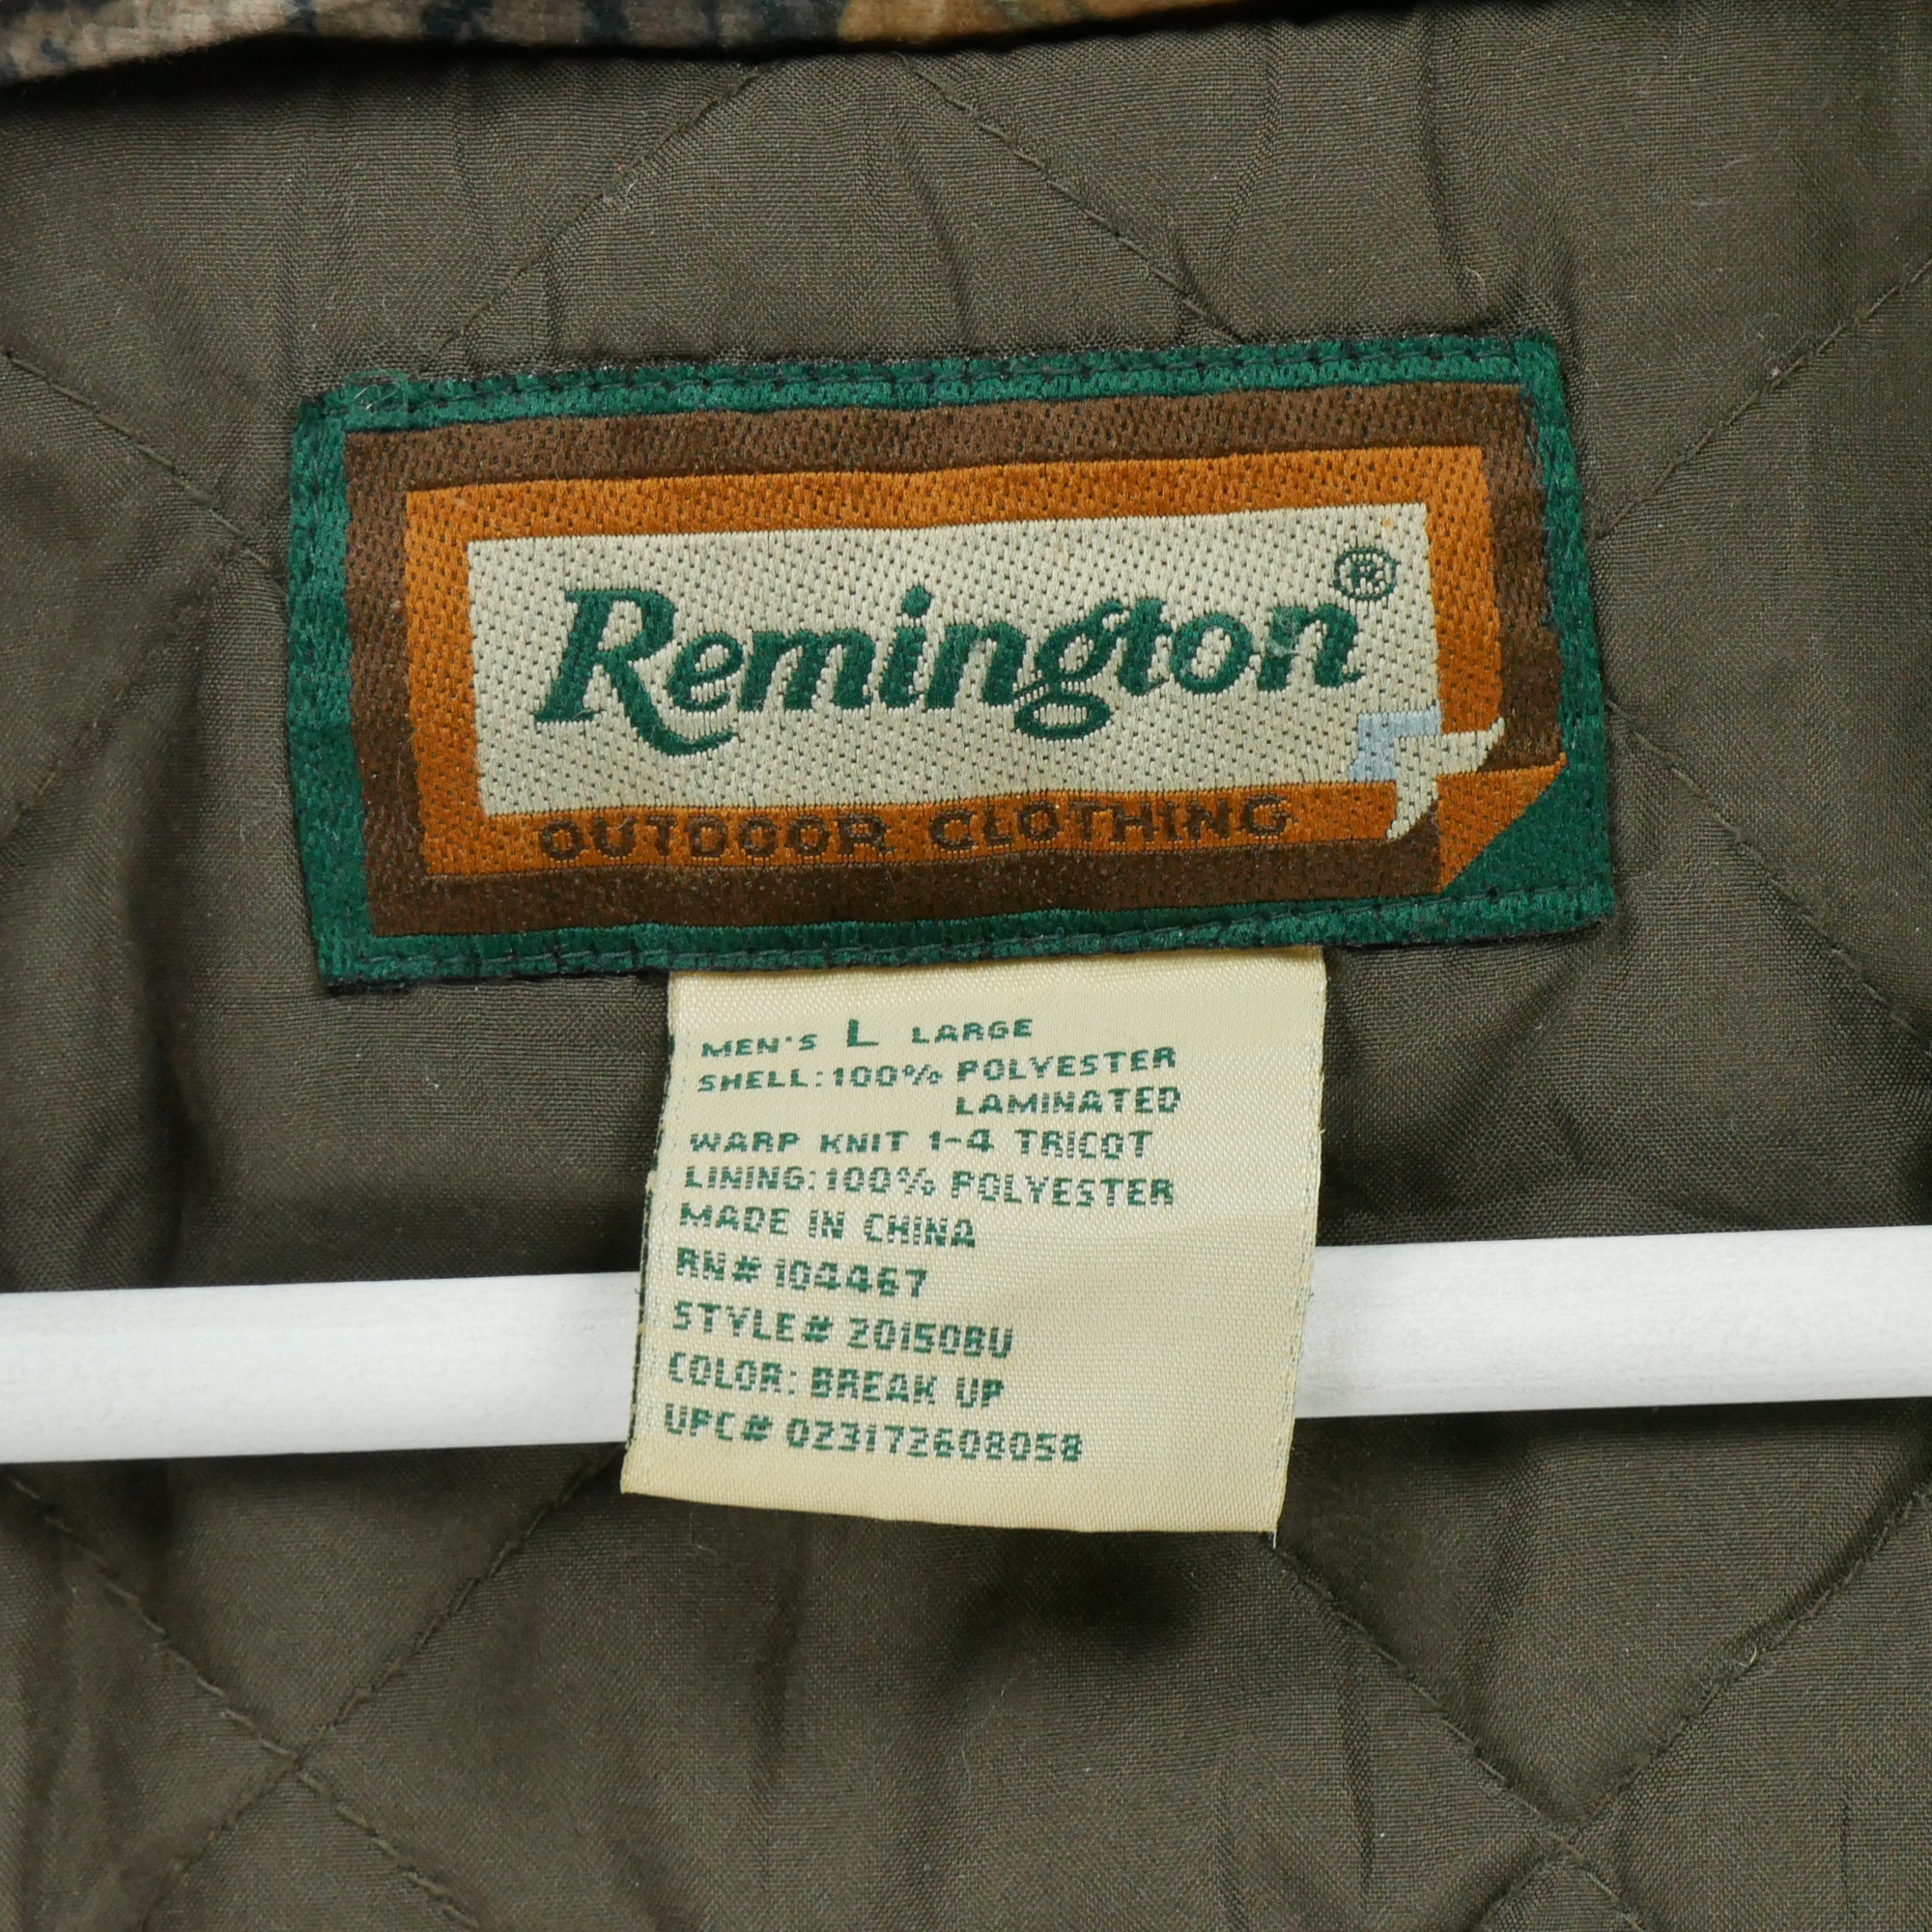 Remington®
OUTDOOR CLOTHING
MEN'S L LARGE
SHELL:100% POLYESTER
LAMINATED
WARP KNIT 1-4 TRICOT
LINING:100% POLYESTER
MADE IN CHINA
RN# 104467
STYLE# 20150BU
COLOR: BREAK UP
UPC# 023172608058